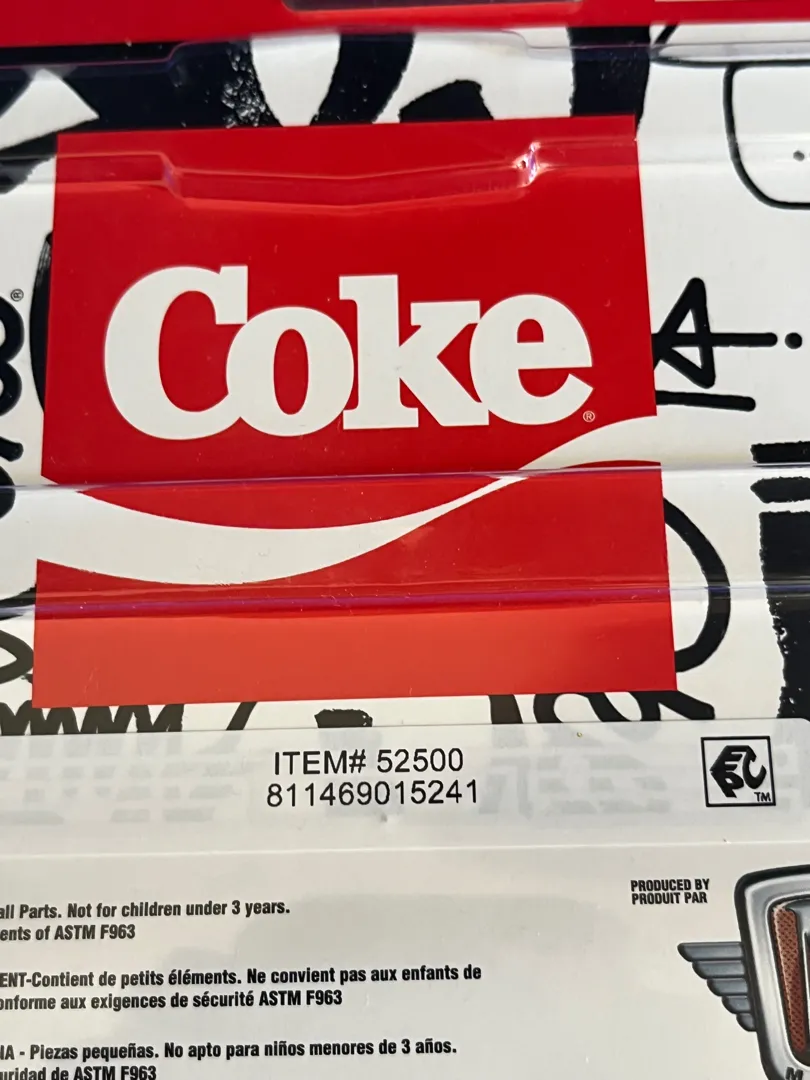 Coke®
®
ITEM# 52500
811469015241
EPC
TM
all Parts. Not for children under 3 years.
ents of ASTM F963
PRODUCED BY
PRODUIT PAR
ENT-Contient de petits éléments. Ne convient pas aux enfants de
onforme aux exigences de sécurité ASTM F963
IA - Piezas pequeñas. No apto para niños menores de 3 años.
uridad de ASTM F963
M